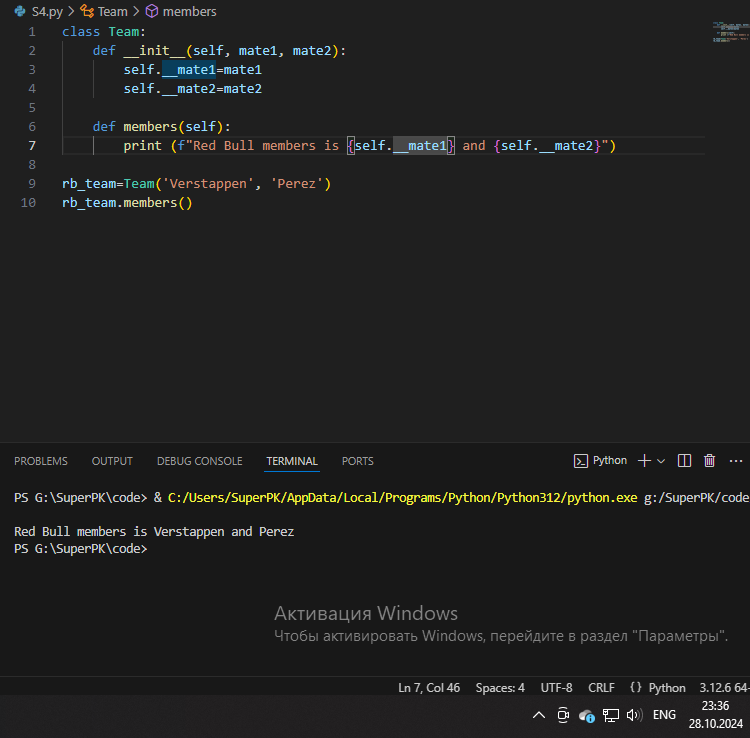 S4.py > Team > members
1 class Team:
2 def __init__(self, mate1, mate2):
3 self.__mate1=mate1
4 self.__mate2=mate2
5
6 def members(self):
7 print (f"Red Bull members is {self.__mate1} and {self.__mate2}")
8
9 rb_team=Team('Verstappen', 'Perez')
10 rb_team.members()
PROBLEMS OUTPUT DEBUG CONSOLE TERMINAL PORTS Python
PS G:\SuperPK\code> & C:/Users/SuperPK/AppData/Local/Programs/Python/Python312/python.exe g:/SuperPK/code
Red Bull members is Verstappen and Perez
PS G:\SuperPK\code>
Активация Windows
Чтобы активировать Windows, перейдите в раздел "Параметры".
Ln 7, Col 46 Spaces: 4 UTF-8 CRLF {} Python 3.12.6 64-
ENG 23:36
28.10.2024